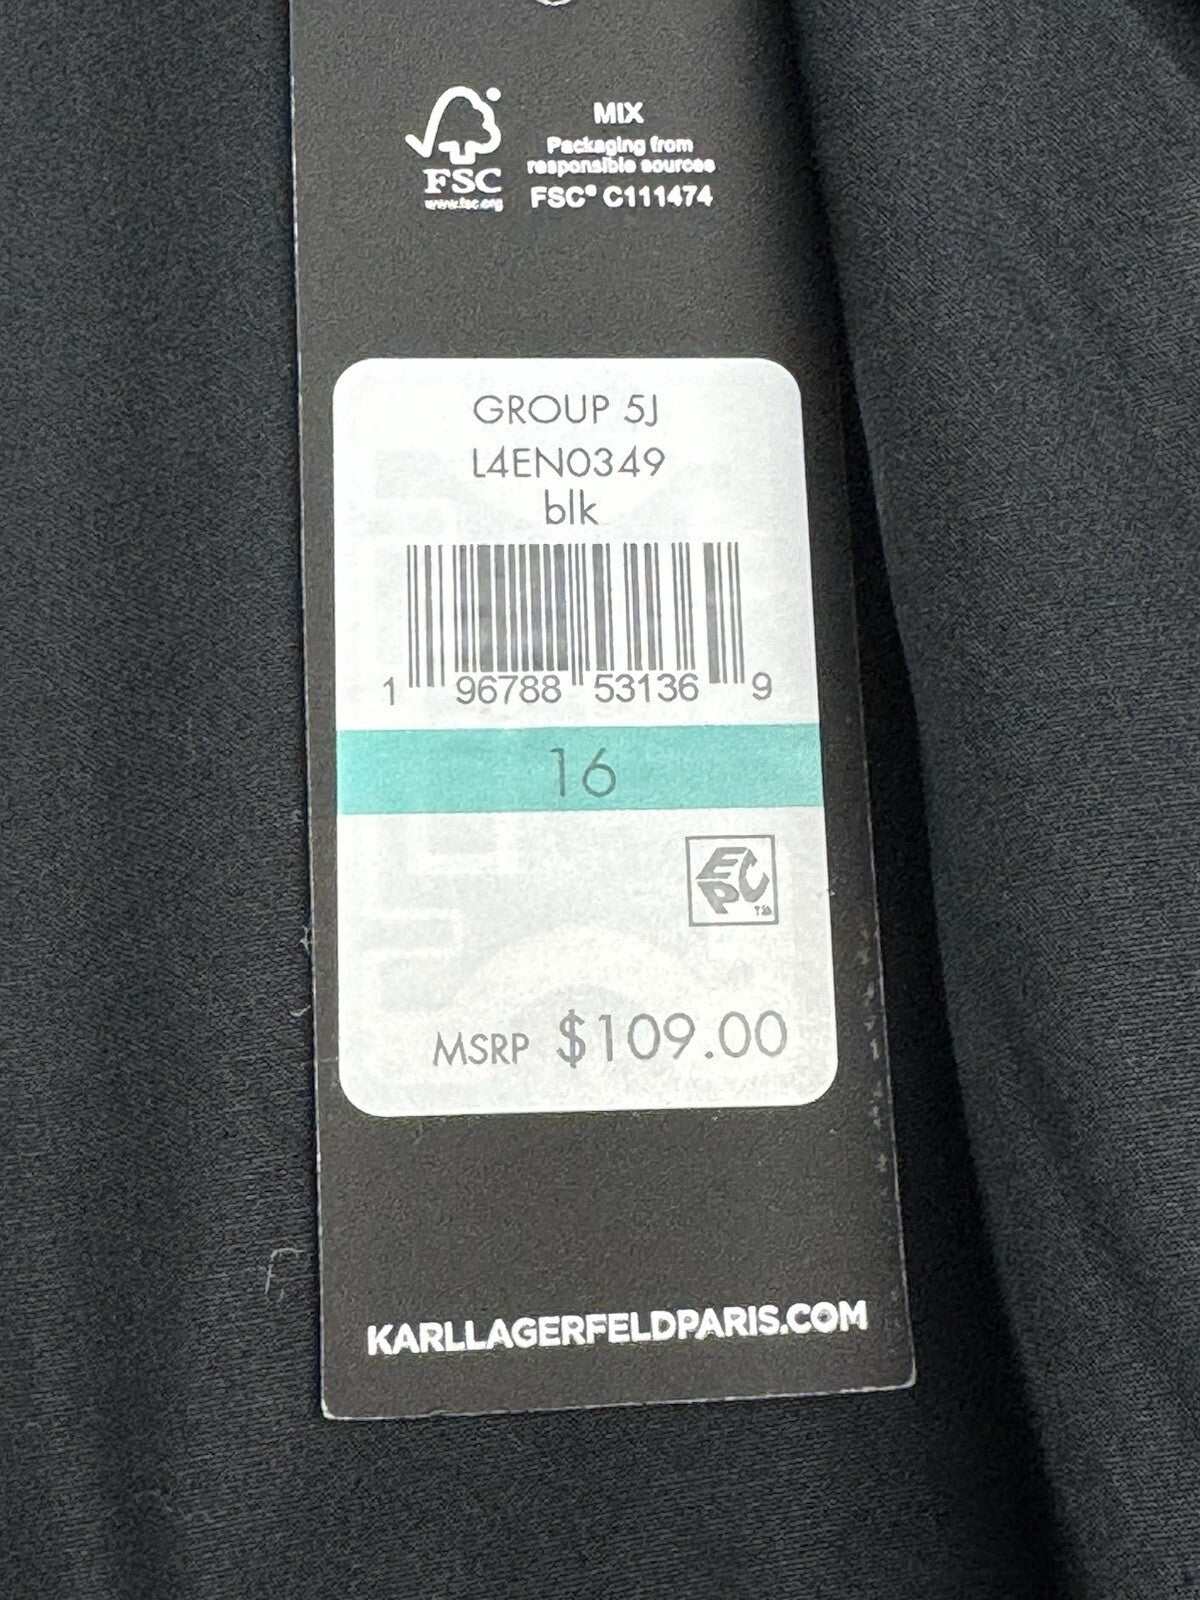 MIX
Packaging from
responsible sources
FSC® C111474
FSC
www.fsc.org
GROUP 5J
L4EN0349
blk
1 96788 53136 9
16
EPC™
MSRP $109.00
KARLLAGERFELDPARIS.COM